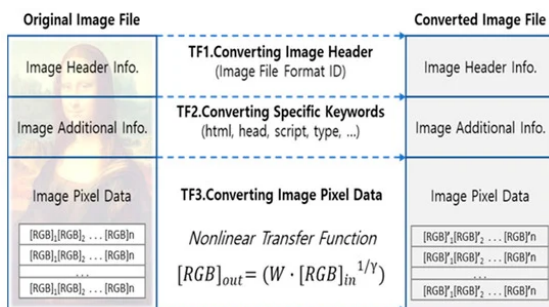 Original Image File
Converted Image File
Image Header Info.
TF1.Converting Image Header
(Image File Format ID)
Image Header Info.
Image Additional Info.
TF2.Converting Specific Keywords
(html, head, script, type, ...)
Image Additional Info.
Image Pixel Data
TF3.Converting Image Pixel Data
Image Pixel Data
Nonlinear Transfer Function
[RGB]out = (W · [RGB]in^1/γ)
[RGB]1[RGB]2 ... [RGB]n
[RGB]1[RGB]2 ... [RGB]n
...
[RGB]1[RGB]2 ... [RGB]n
[RGB]'1[RGB]'2 ... [RGB]'n
[RGB]'1[RGB]'2 ... [RGB]'n
...
[RGB]'1[RGB]'2 ... [RGB]'n